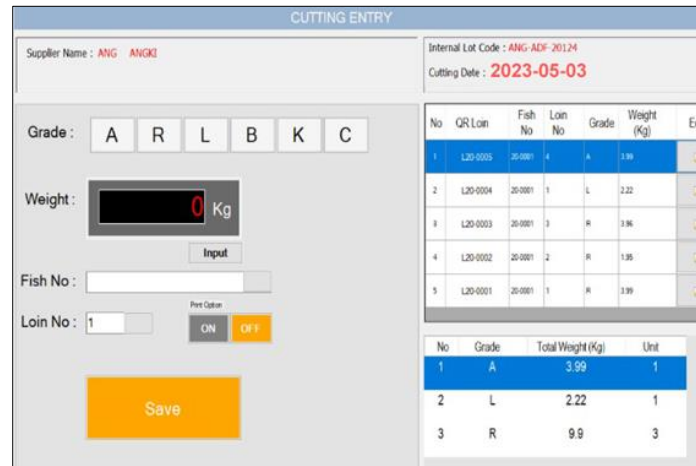 CUTTING ENTRY
Supplier Name : ANG ANGKI
Internal Lot Code : ANG-ADF-20124
Cutting Date : 2023-05-03
Grade : A R L B K C
Weight : 0 Kg
Input
Fish No :
Print Option
Loin No : 1 ON OFF
Save
No QR Loin Fish No Loin No Grade Weight (Kg)
1 L20-0005 20-0001 4 A 3.99
2 L20-0004 20-0001 1 L 2.22
3 L20-0003 20-0001 3 R 3.96
4 L20-0002 20-0001 2 R 1.95
5 L20-0001 20-0001 1 R 3.99
No Grade Total Weight (Kg) Unit
1 A 3.99 1
2 L 2.22 1
3 R 9.9 3